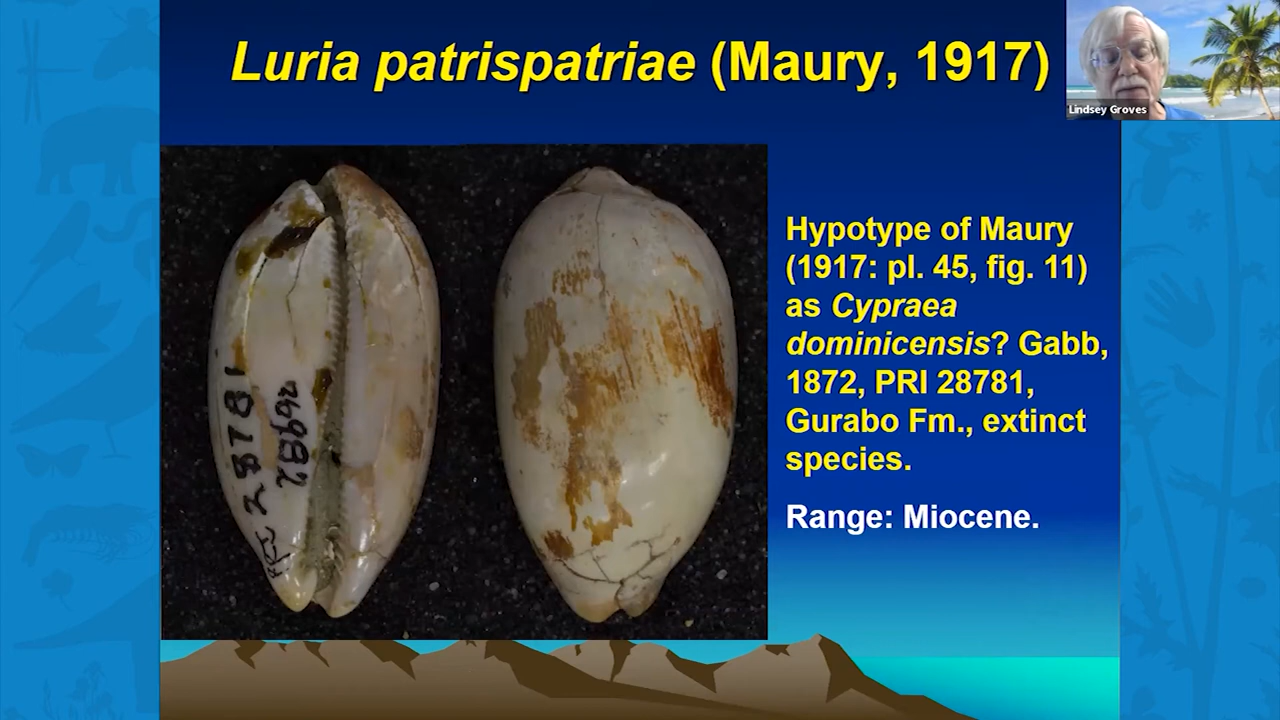 Luria patrispatriae (Maury, 1917)
Lindsey Groves
Hypotype of Maury
(1917: pl. 45, fig. 11)
as Cypraea
dominicensis? Gabb,
1872, PRI 28781,
Gurabo Fm., extinct
species.
Range: Miocene.
PRI 28781